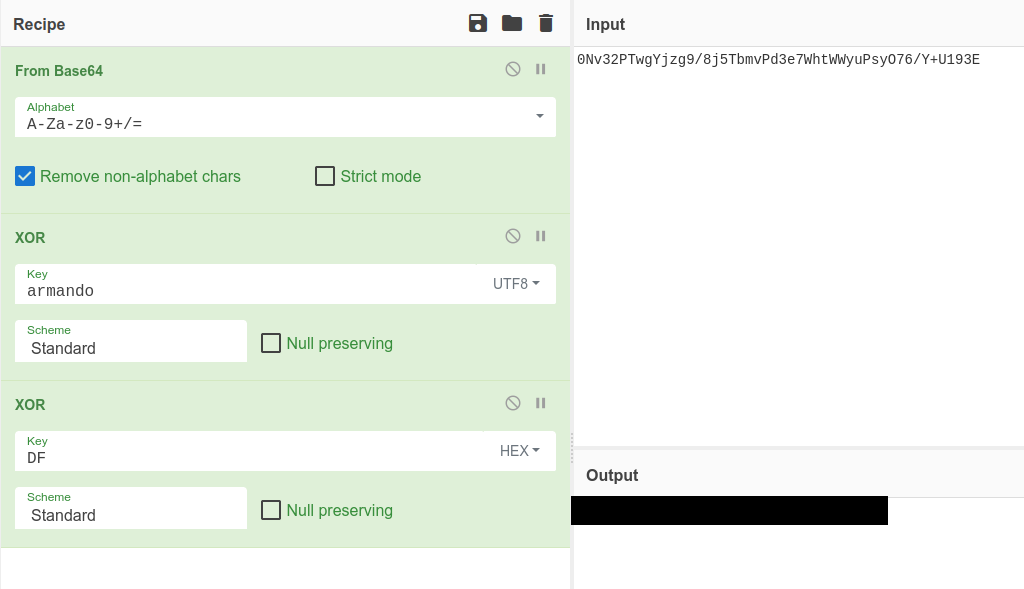 Recipe
From Base64
Alphabet
A-Za-z0-9+/=
Remove non-alphabet chars
Strict mode
XOR
Key
armando
UTF8
Scheme
Standard
Null preserving
XOR
Key
DF
HEX
Scheme
Standard
Null preserving
Input
0Nv32PTwgYjzg9/8j5TbmvPd3e7WhtWWyuPsyO76/Y+U193E
Output